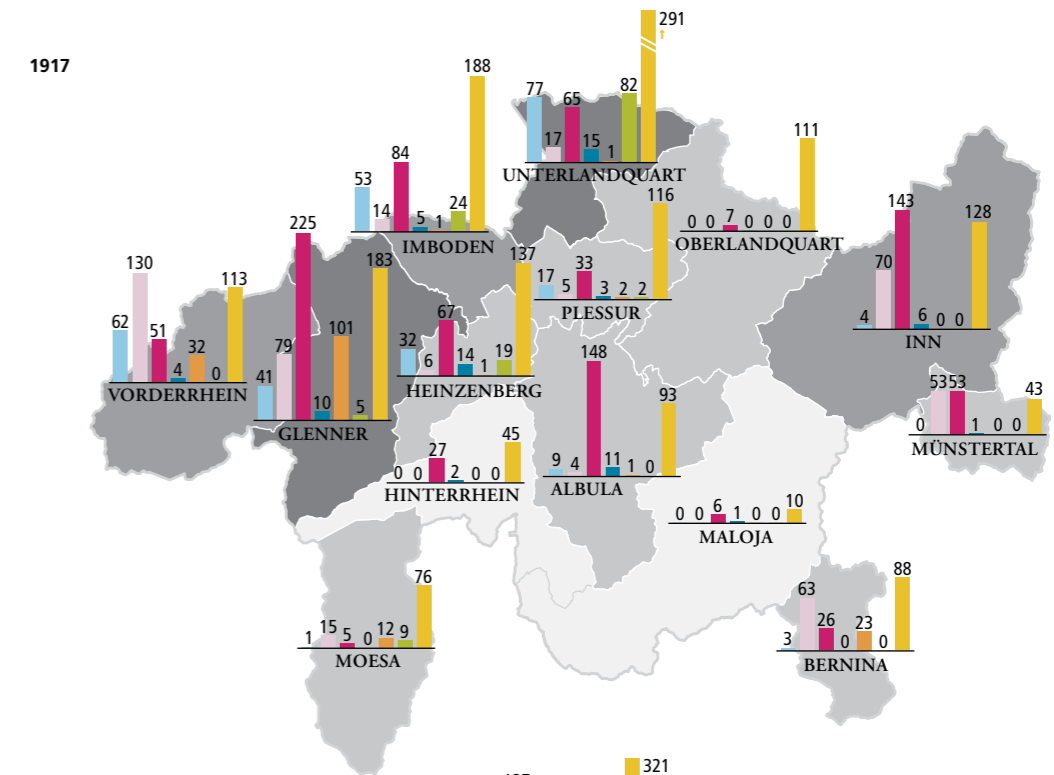 1917
291
↑
77 17 65 15 1 82
UNTERLANDQUART
188
53 14 84 5 1 24
IMBODEN
111
0 0 7 0 0 0
OBERLANDQUART
116
17 5 33 3 2 2
PLESSUR
143
4 70 6 0 0 128
INN
62 130 51 4 32 0 113
VORDERRHEIN
225
41 79 10 101 5 183
GLENNER
137
32 6 67 14 1 19
HEINZENBERG
0 53 53 1 0 0 43
MÜNSTERTAL
0 0 27 2 0 0 45
HINTERRHEIN
148
9 4 11 1 0 93
ALBULA
0 0 6 1 0 0 10
MALOJA
76
1 15 5 0 12 9
MOESA
88
3 63 26 0 23 0
BERNINA
321